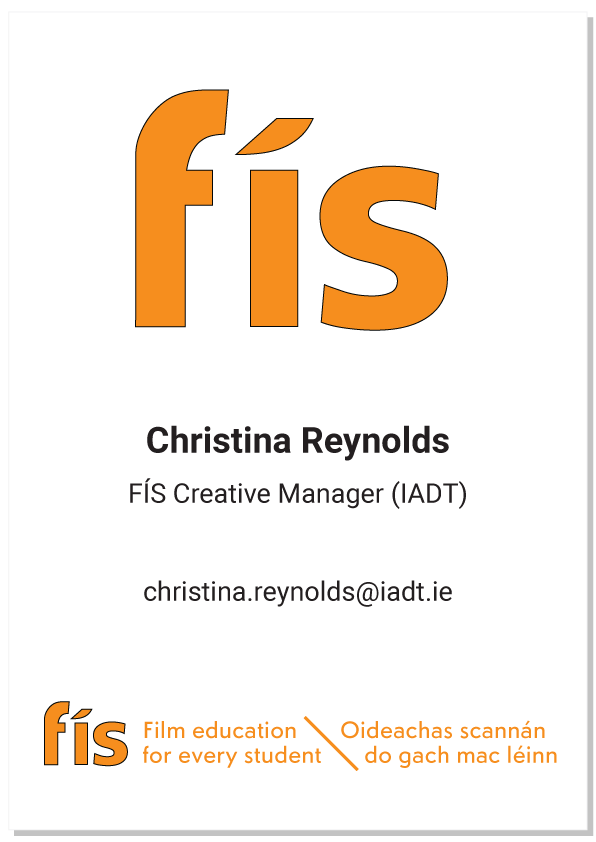 fís
Christina Reynolds
FÍS Creative Manager (IADT)
christina.reynolds@iadt.ie
fís
Film education
for every student
Oideachas scannán
do gach mac léinn